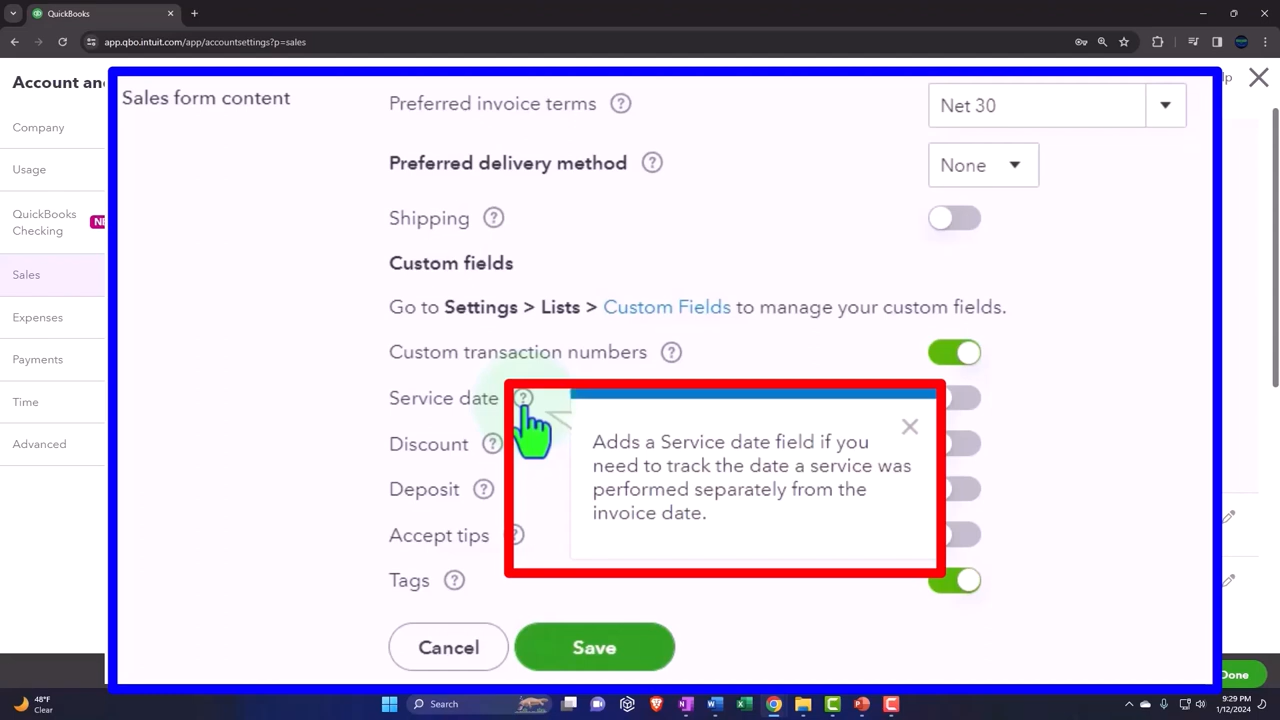 QuickBooks
app.qbo.intuit.com/app/accountsettings?p=sales
Account an
lp
Company
Usage
QuickBooks
Checking
NE
Sales
Expenses
Payments
Time
Advanced
Sales form content
Preferred invoice terms ?
Net 30
Preferred delivery method ?
None
Shipping ?
Custom fields
Go to Settings > Lists > Custom Fields to manage your custom fields.
Custom transaction numbers ?
Service date ?
Discount ?
Deposit ?
Accept tips ?
Tags ?
Adds a Service date field if you
need to track the date a service was
performed separately from the
invoice date.
Cancel
Save
Done
48°F
Clear
Search
9:29 PM
1/12/2024